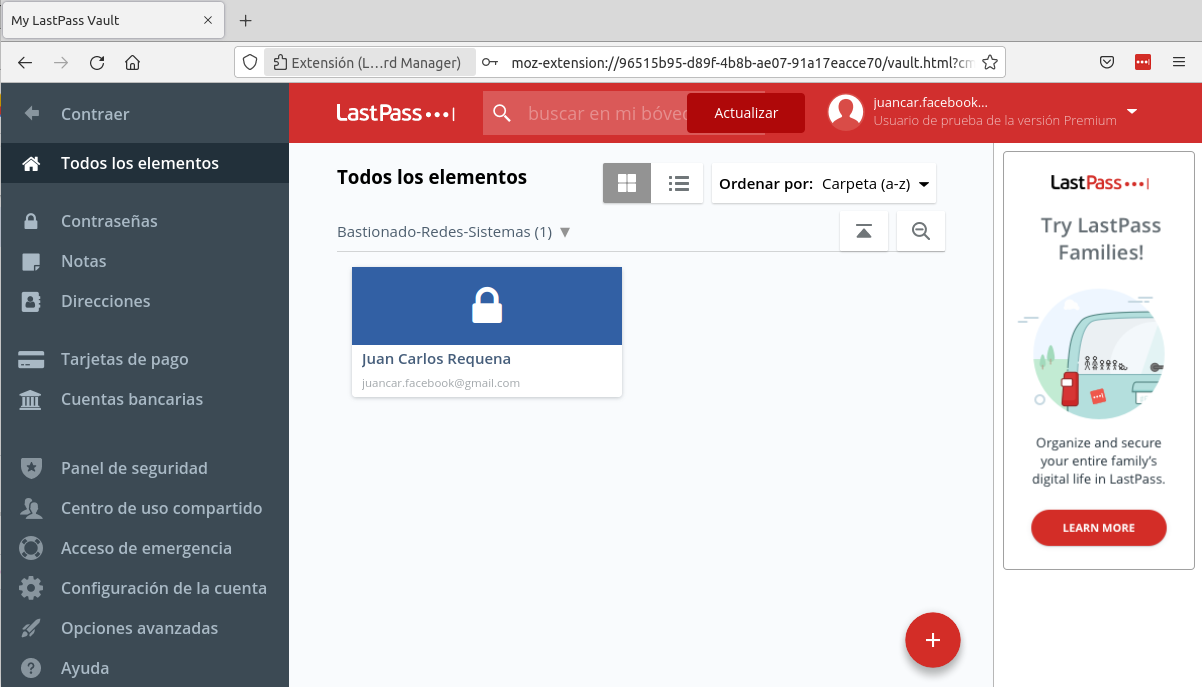 My LastPass Vault
Extensión (L...rd Manager)
moz-extension://96515b95-d89f-4b8b-ae07-91a17eacce70/vault.html?cm
Contraer
LastPass
buscar en mi bóved
Actualizar
juancar.facebook...
Usuario de prueba de la versión Premium
Todos los elementos
Contraseñas
Notas
Direcciones
Tarjetas de pago
Cuentas bancarias
Panel de seguridad
Centro de uso compartido
Acceso de emergencia
Configuración de la cuenta
Opciones avanzadas
Ayuda
Todos los elementos
Ordenar por: Carpeta (a-z)
Bastionado-Redes-Sistemas (1)
Juan Carlos Requena
juancar.facebook@gmail.com
LastPass
Try LastPass
Families!
Organize and secure
your entire family's
digital life in LastPass.
LEARN MORE